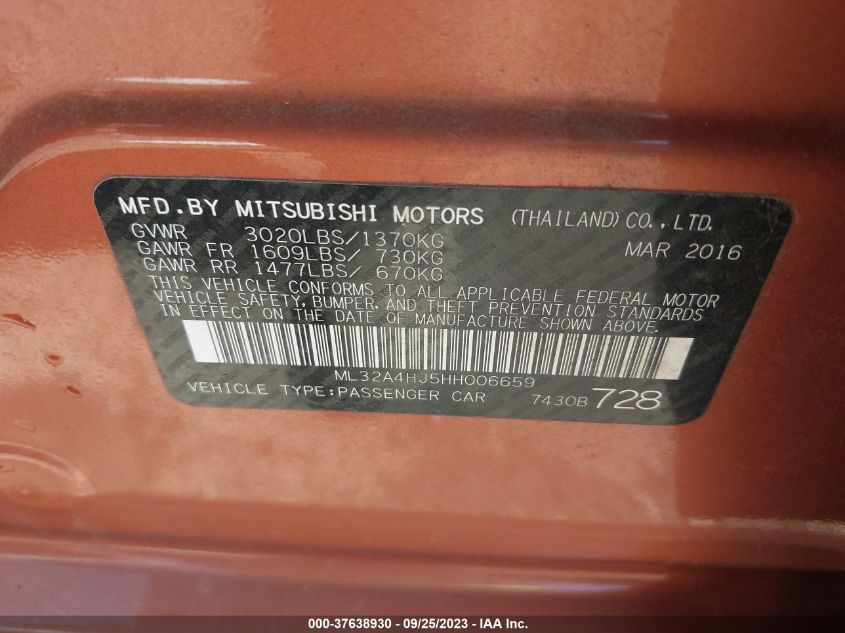 MFD.BY MITSUBISHI MOTORS (THAILAND) CO.,LTD.
GVWR 3020LBS/1370KG MAR 2016
GAWR FR 1609LBS/ 730KG
GAWR RR 1477LBS/ 670KG
THIS VEHICLE CONFORMS TO ALL APPLICABLE FEDERAL MOTOR
VEHICLE SAFETY, BUMPER, AND THEFT PREVENTION STANDARDS
IN EFFECT ON THE DATE OF MANUFACTURE SHOWN ABOVE.
ML32A4HJ5HH006659
VEHICLE TYPE:PASSENGER CAR 7430B 728
000-37638930 - 09/25/2023 - IAA Inc.